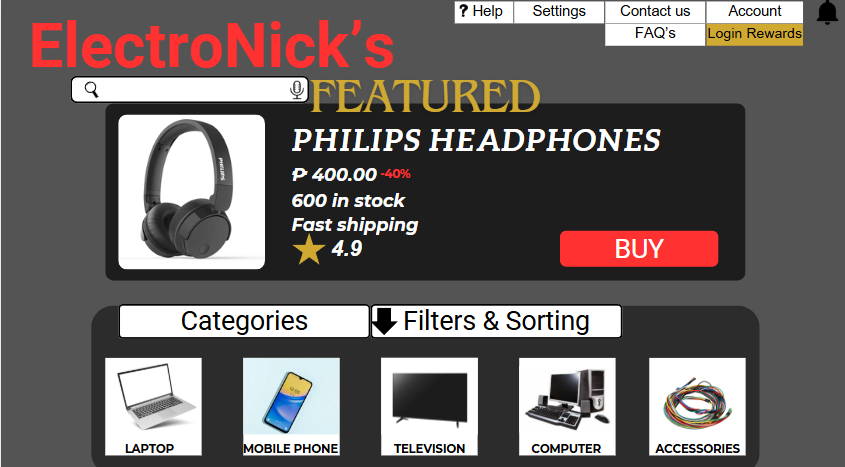 ? Help
Settings
Contact us
Account
FAQ's
Login Rewards
ElectroNick's
FEATURED
PHILIPS HEADPHONES
PHILIPS
₱ 400.00 -40%
600 in stock
Fast shipping
4.9
BUY
Categories
Filters & Sorting
LAPTOP
MOBILE PHONE
TELEVISION
COMPUTER
ACCESSORIES